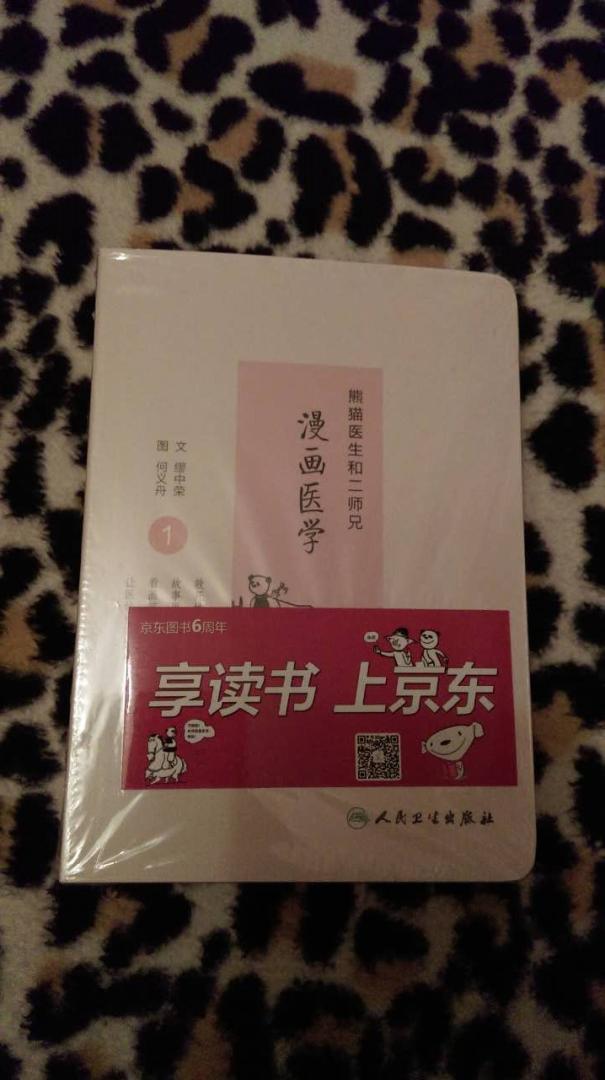 熊猫医生和二师兄
漫画医学
文 缪中荣
图 何义舟
1
京东图书6周年
享读书 上京东
人民卫生出版社